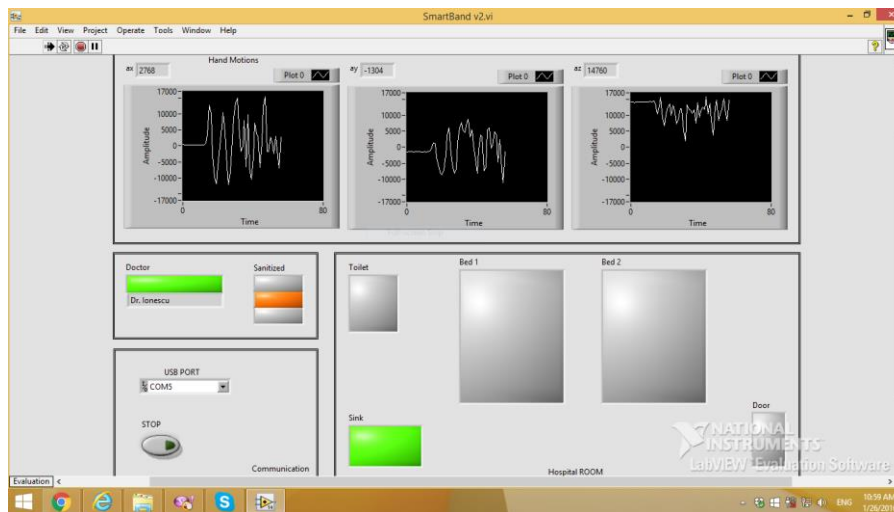 SmartBand v2.vi
File Edit View Project Operate Tools Window Help
Hand Motions
ax 2768 Plot 0
ay -1304 Plot 0
az 14760 Plot 0
17000
10000
5000
0
-5000
-10000
-17000
Amplitude
0 80
Time
17000
10000
5000
0
-5000
-10000
-17000
Amplitude
0 80
Time
17000
10000
5000
0
-5000
-10000
-17000
Amplitude
0 80
Time
Doctor Sanitized
Dr. Ionescu
Toilet Bed 1 Bed 2
USB PORT
COM5
STOP
Communication
Sink
Door
Hospital ROOM
NATIONAL
INSTRUMENTS
LabVIEW Evaluation Software
Evaluation
ENG 10:59 AM